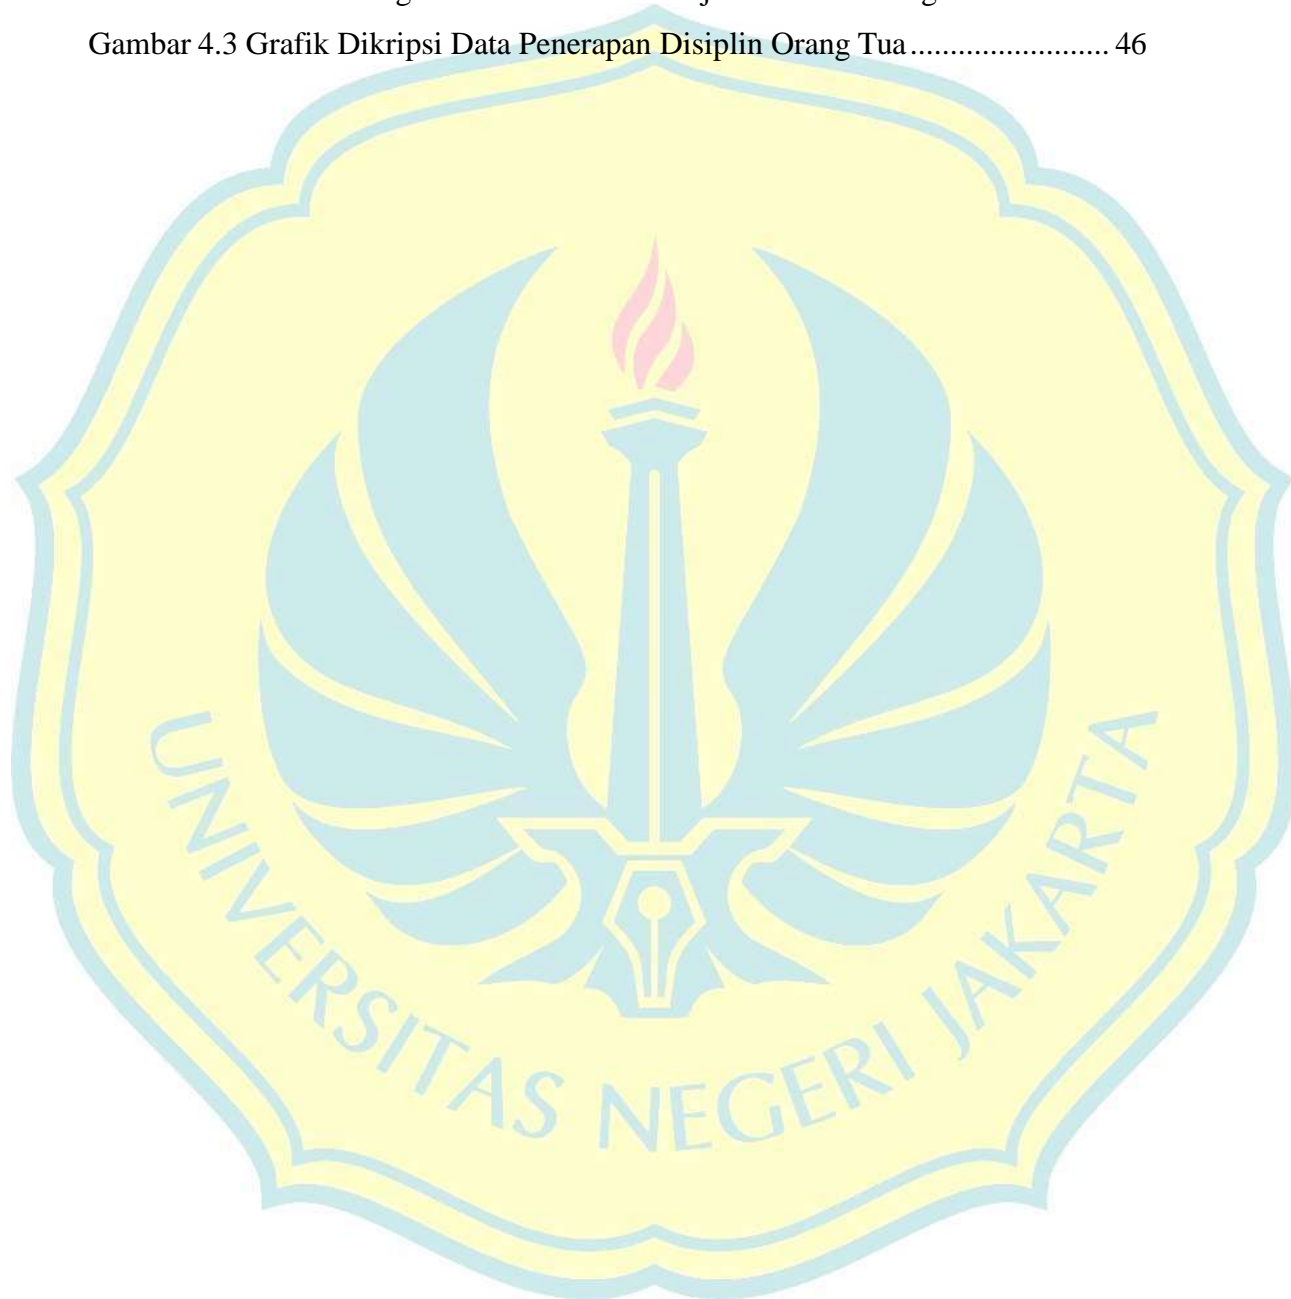 Gambar 4.3 Grafik Dikripsi Data Penerapan Disiplin Orang Tua ......................... 46
UNIVERSITAS NEGERI JAKARTA